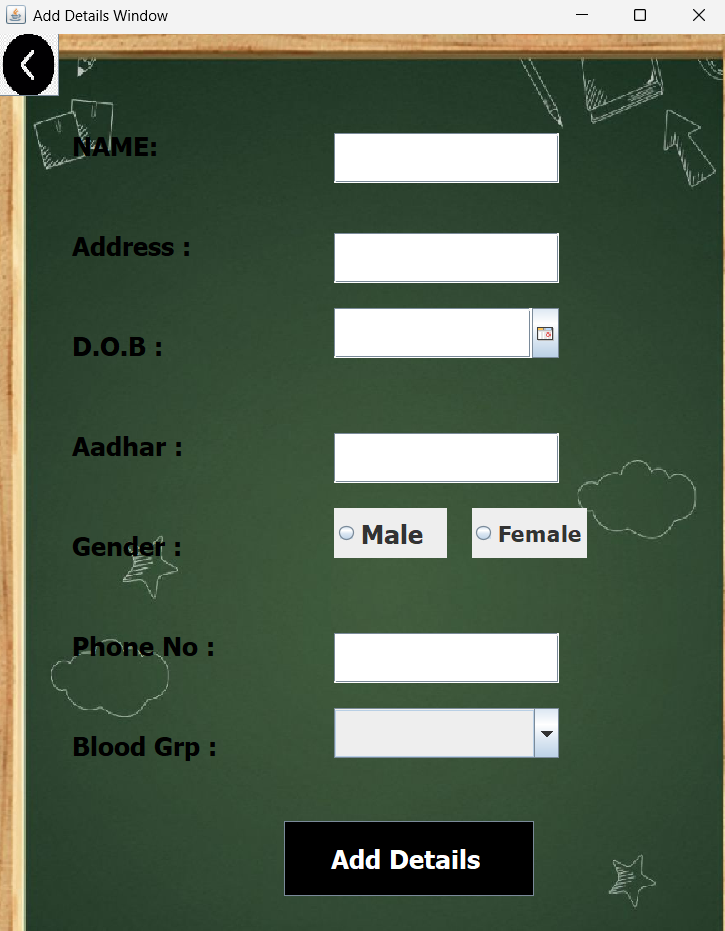 Add Details Window
NAME:
Address :
D.O.B :
Aadhar :
Gender :
Male
Female
Phone No :
Blood Grp :
Add Details